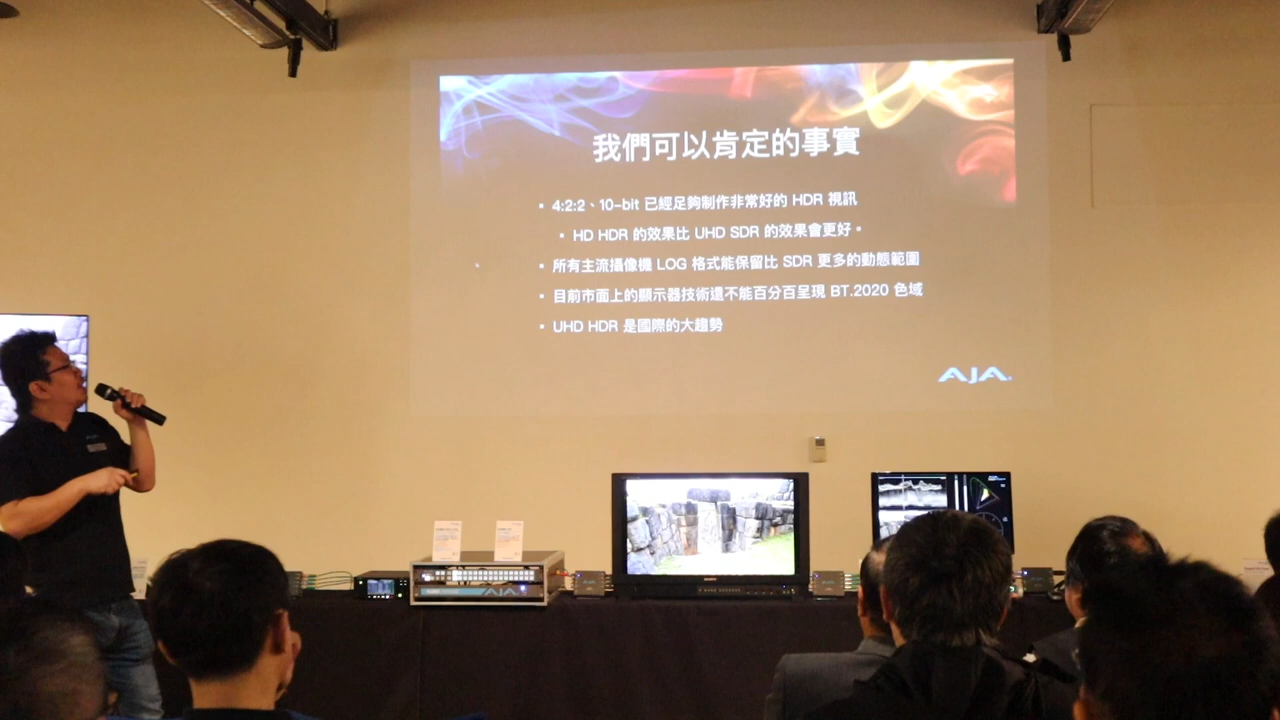 我們可以肯定的事實
▪ 4:2:2、10-bit 已經足夠制作非常好的 HDR 視訊
▪ HD HDR 的效果比 UHD SDR 的效果會更好。
▪ 所有主流攝像機 LOG 格式能保留比 SDR 更多的動態範圍
▪ 目前市面上的顯示器技術還不能百分百呈現 BT.2020 色域
▪ UHD HDR 是國際的大趨勢
AJA
SONY
AJA